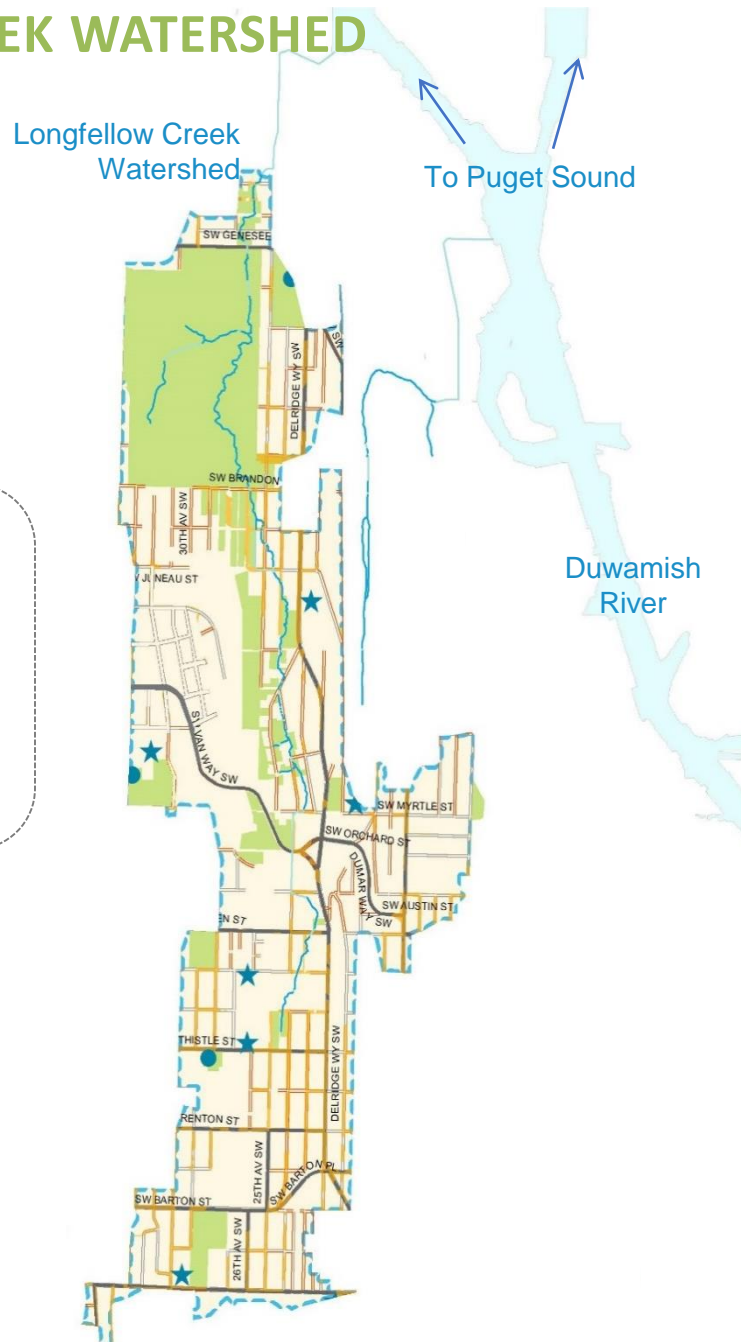 EK WATERSHED
Longfellow Creek
Watershed
To Puget Sound
SW GENESEE
SW
DELRIDGE WY SW
SW BRANDON
30TH AV SW
JUNEAU ST
Duwamish
River
SYLVAN WAY SW
SW MYRTLE ST
SW ORCHARD ST
DUMAR WAY SW
SW AUSTIN ST
EN ST
THISTLE ST
DELRIDGE WY SW
RENTON ST
25TH AV SW
SW BARTON PL
SW BARTON ST
26TH AV SW